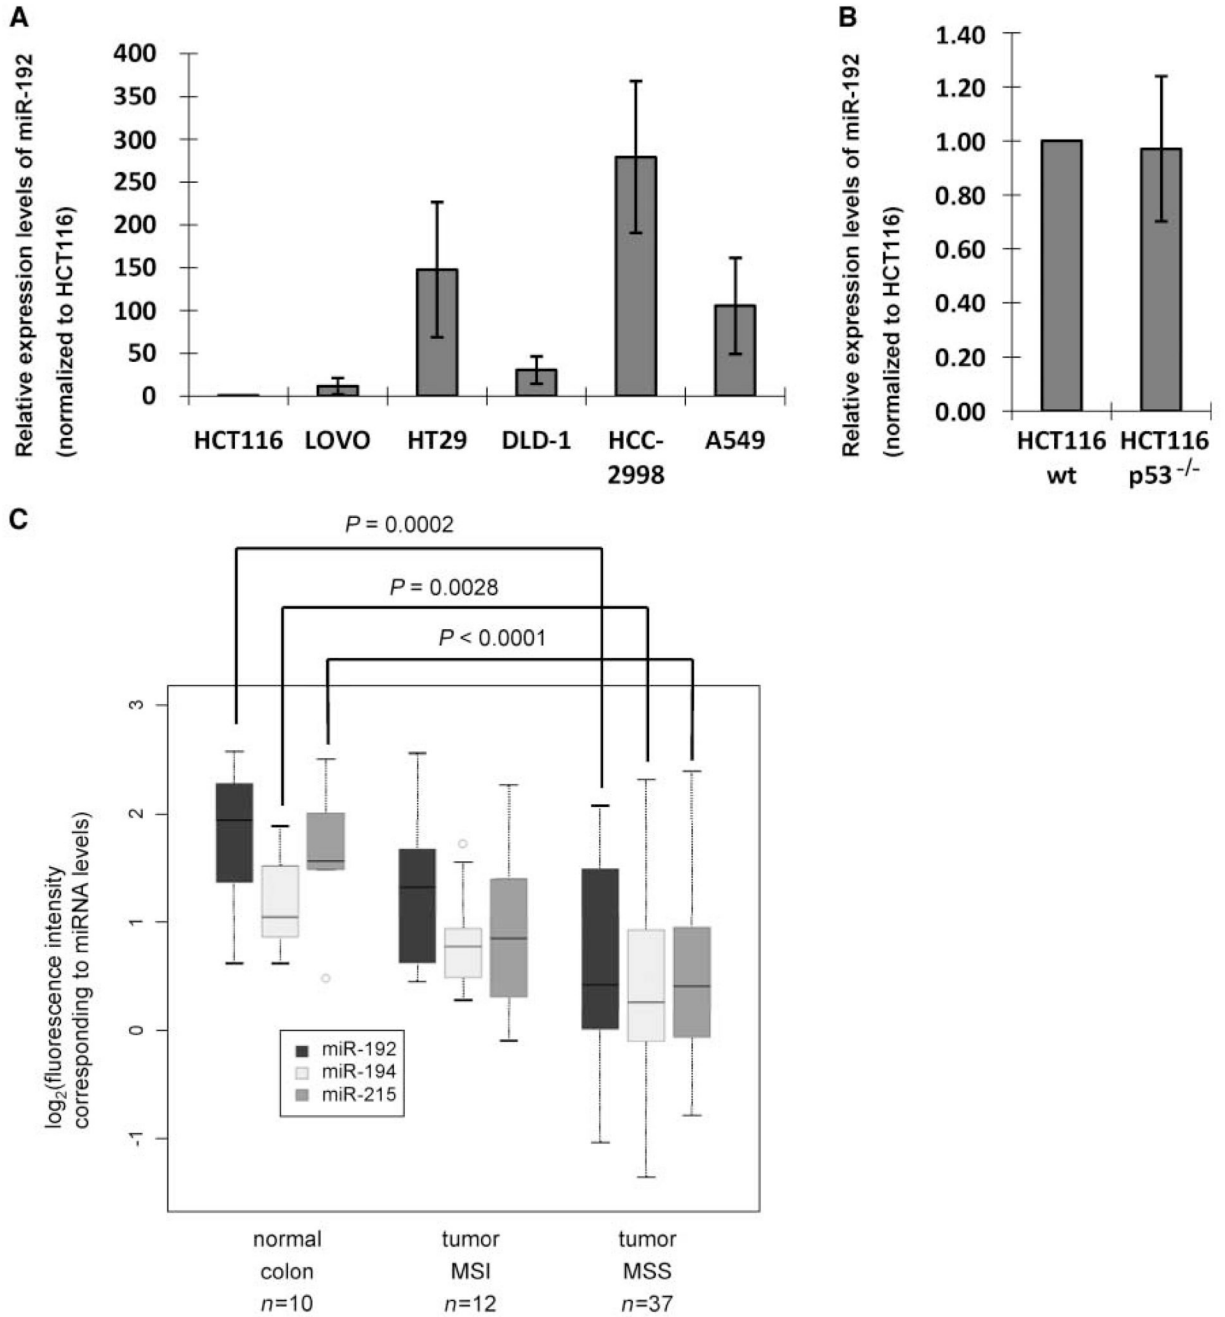 A
Relative expression levels of miR-192
(normalized to HCT116)
400
350
300
250
200
150
100
50
0
HCT116 LOVO HT29 DLD-1 HCC- A549
2998
B
Relative expression levels of miR-192
(normalized to HCT116)
1.40
1.20
1.00
0.80
0.60
0.40
0.20
0.00
HCT116 HCT116
wt p53 -/-
C
P = 0.0002
P = 0.0028
P < 0.0001
log2(fluorescence intensity
corresponding to miRNA levels)
3
2
1
0
-1
miR-192
miR-194
miR-215
normal tumor tumor
colon MSI MSS
n=10 n=12 n=37